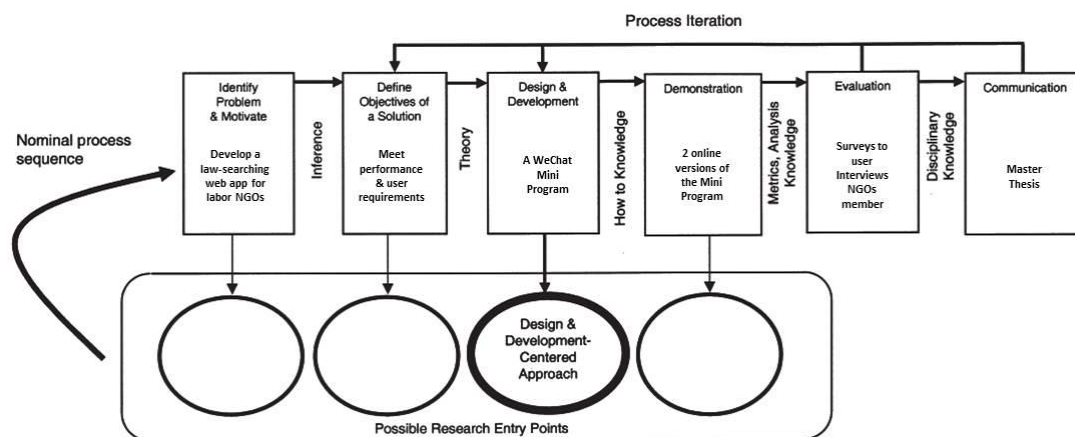 Process Iteration
Nominal process
sequence
Identify
Problem
& Motivate
Develop a
law-searching
web app for
labor NGOs
Inference
Define
Objectives of
a Solution
Meet
performance
& user
requirements
Theory
Design &
Development
A WeChat
Mini
Program
How to Knowledge
Demonstration
2 online
versions of
the Mini
Program
Metrics, Analysis
Knowledge
Evaluation
Surveys to
user
Interviews
NGOs
member
Disciplinary
Knowledge
Communication
Master
Thesis
Design &
Development-
Centered
Approach
Possible Research Entry Points